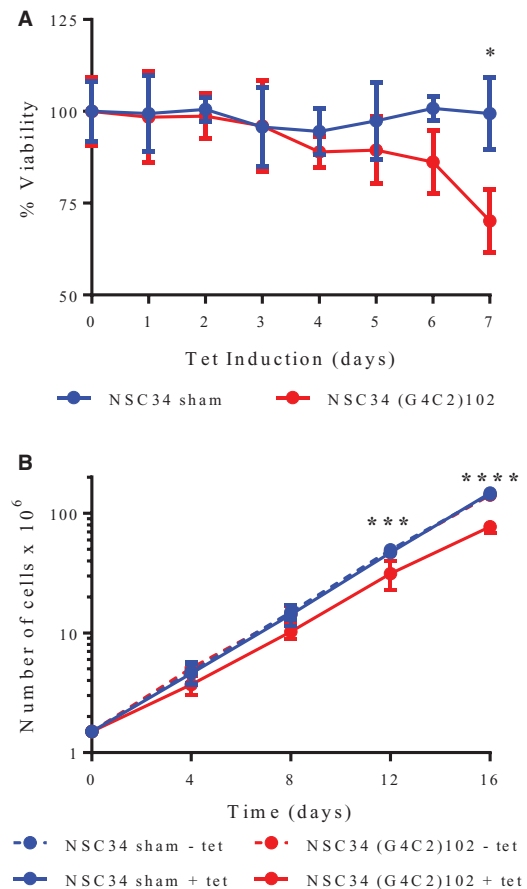 A
125
*
100
% Viability
75
50
0 1 2 3 4 5 6 7
Tet Induction (days)
NSC34 sham NSC34 (G4C2)102
B
****
***
100
Number of cells x 10⁶
10
1
0 4 8 12 16
Time (days)
NSC34 sham - tet NSC34 (G4C2)102 - tet
NSC34 sham + tet NSC34 (G4C2)102 + tet